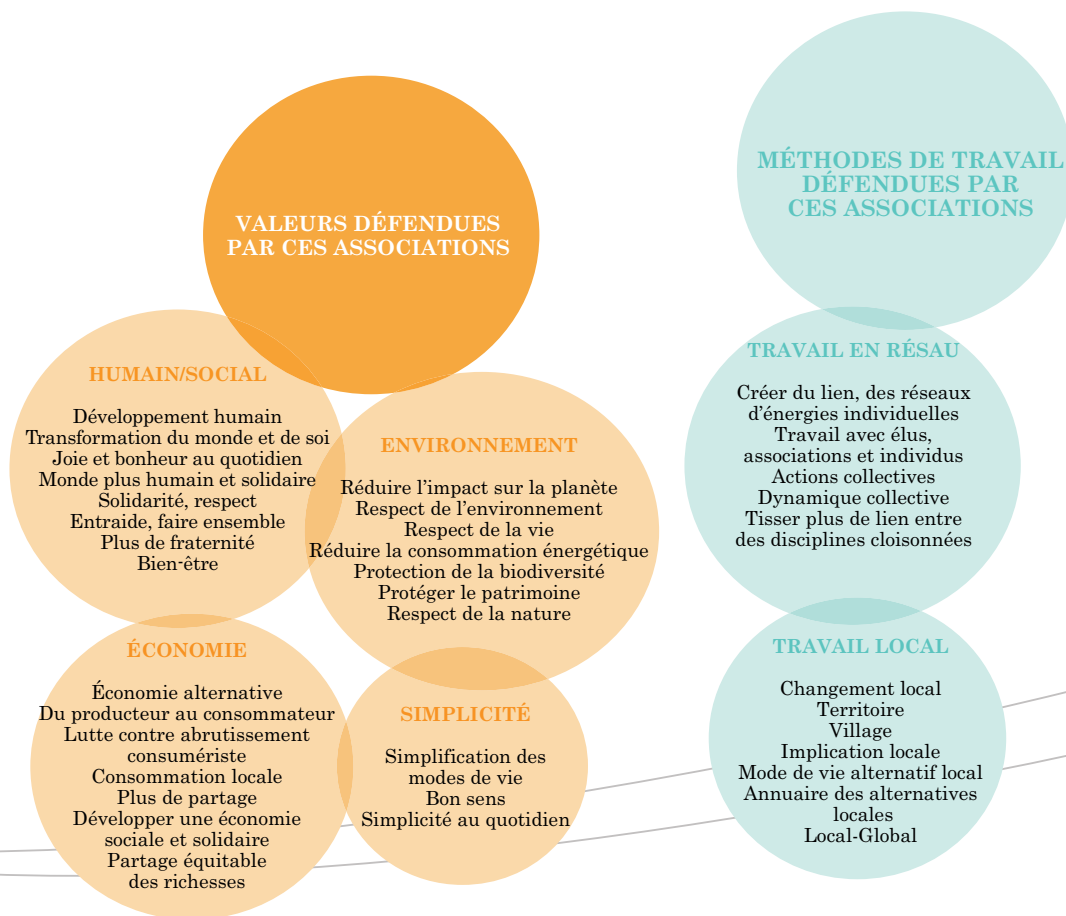 VALEURS DÉFENDUES
PAR CES ASSOCIATIONS
HUMAIN/SOCIAL
Développement humain
Transformation du monde et de soi
Joie et bonheur au quotidien
Monde plus humain et solidaire
Solidarité, respect
Entraide, faire ensemble
Plus de fraternité
Bien-être
ENVIRONNEMENT
Réduire l’impact sur la planète
Respect de l’environnement
Respect de la vie
Réduire la consommation énergétique
Protection de la biodiversité
Protéger le patrimoine
Respect de la nature
ÉCONOMIE
Économie alternative
Du producteur au consommateur
Lutte contre abrutissement
consumériste
Consommation locale
Plus de partage
Développer une économie
sociale et solidaire
Partage équitable
des richesses
SIMPLICITÉ
Simplification des
modes de vie
Bon sens
Simplicité au quotidien
MÉTHODES DE TRAVAIL
DÉFENDUES PAR
CES ASSOCIATIONS
TRAVAIL EN RÉSAU
Créer du lien, des réseaux
d’énergies individuelles
Travail avec élus,
associations et individus
Actions collectives
Dynamique collective
Tisser plus de lien entre
des disciplines cloisonnées
TRAVAIL LOCAL
Changement local
Territoire
Village
Implication locale
Mode de vie alternatif local
Annuaire des alternatives
locales
Local-Global